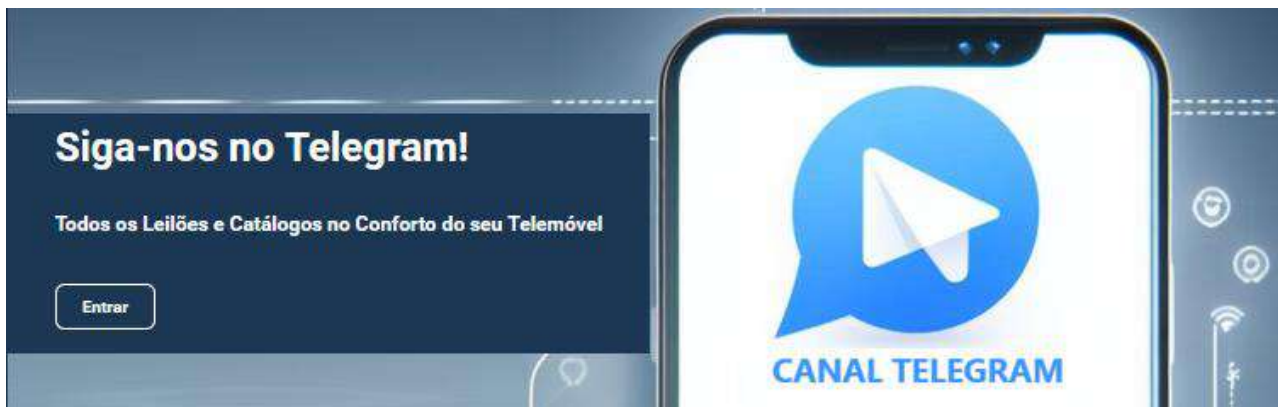 Siga-nos no Telegram!
Todos os Leilões e Catálogos no Conforto do seu Telemóvel
Entrar
CANAL TELEGRAM